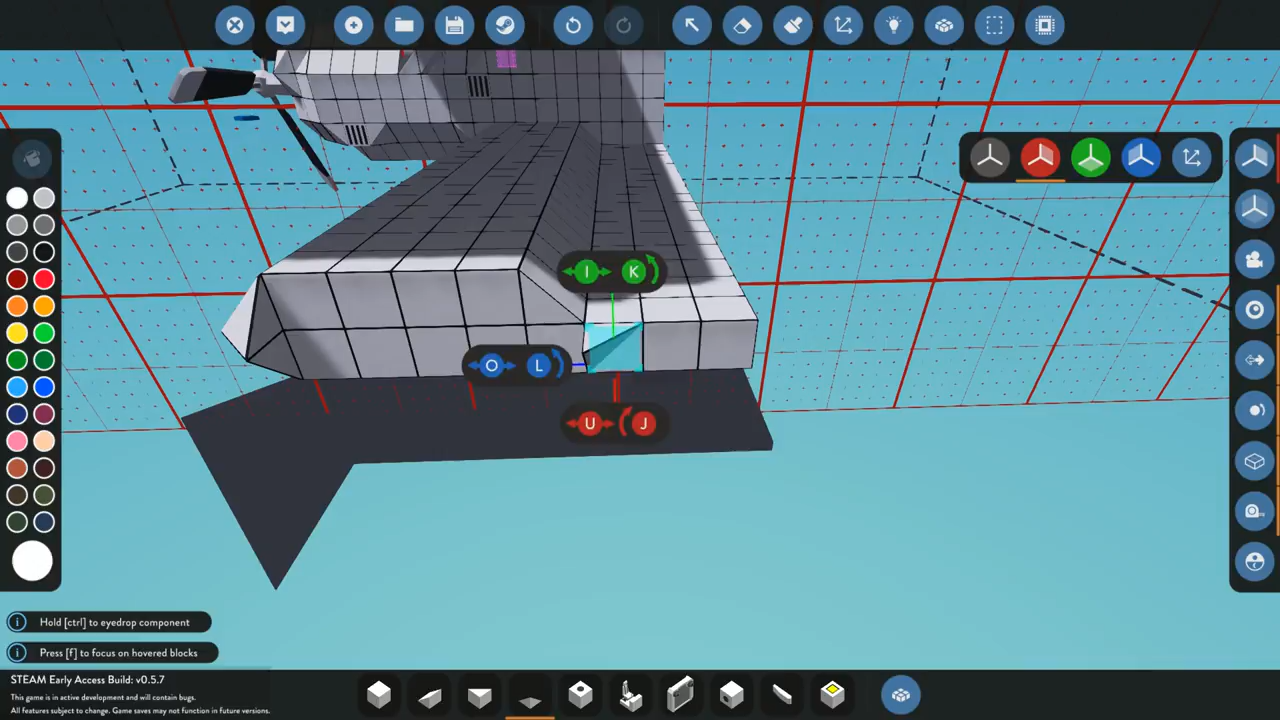 I K
O L
U J
Hold [ctrl] to eyedrop component
Press [f] to focus on hovered blocks
STEAM Early Access Build: v0.5.7
This game is in active development and will contain bugs.
All features subject to change. Game saves may not function in future versions.